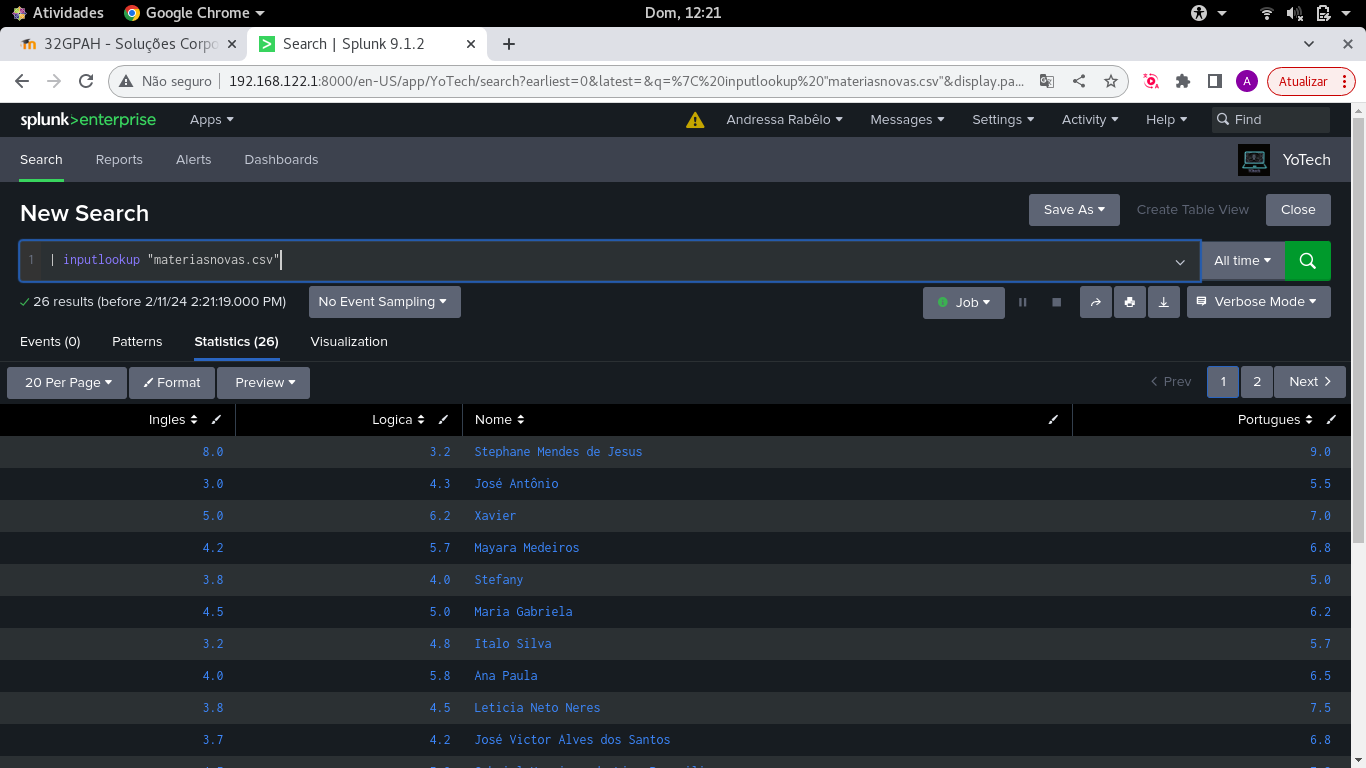 Atividades Google Chrome Dom, 12:21
32GPAH - Soluções Corpo Search | Splunk 9.1.2
Não seguro 192.168.122.1:8000/en-US/app/YoTech/search?earliest=0&latest=&q=%7C%20inputlookup%20"materiasnovas.csv"&display.pa... A Atualizar
splunk>enterprise Apps Andressa Rabêlo Messages Settings Activity Help Find
Search Reports Alerts Dashboards YoTech
New Search Save As Create Table View Close
1 | inputlookup "materiasnovas.csv" All time
26 results (before 2/11/24 2:21:19.000 PM) No Event Sampling Job Verbose Mode
Events (0) Patterns Statistics (26) Visualization
20 Per Page Format Preview Prev 1 2 Next
Ingles Logica Nome Portugues
8.0 3.2 Stephane Mendes de Jesus 9.0
3.0 4.3 José Antônio 5.5
5.0 6.2 Xavier 7.0
4.2 5.7 Mayara Medeiros 6.8
3.8 4.0 Stefany 5.0
4.5 5.0 Maria Gabriela 6.2
3.2 4.8 Italo Silva 5.7
4.0 5.8 Ana Paula 6.5
3.8 4.5 Leticia Neto Neres 7.5
3.7 4.2 José Victor Alves dos Santos 6.8